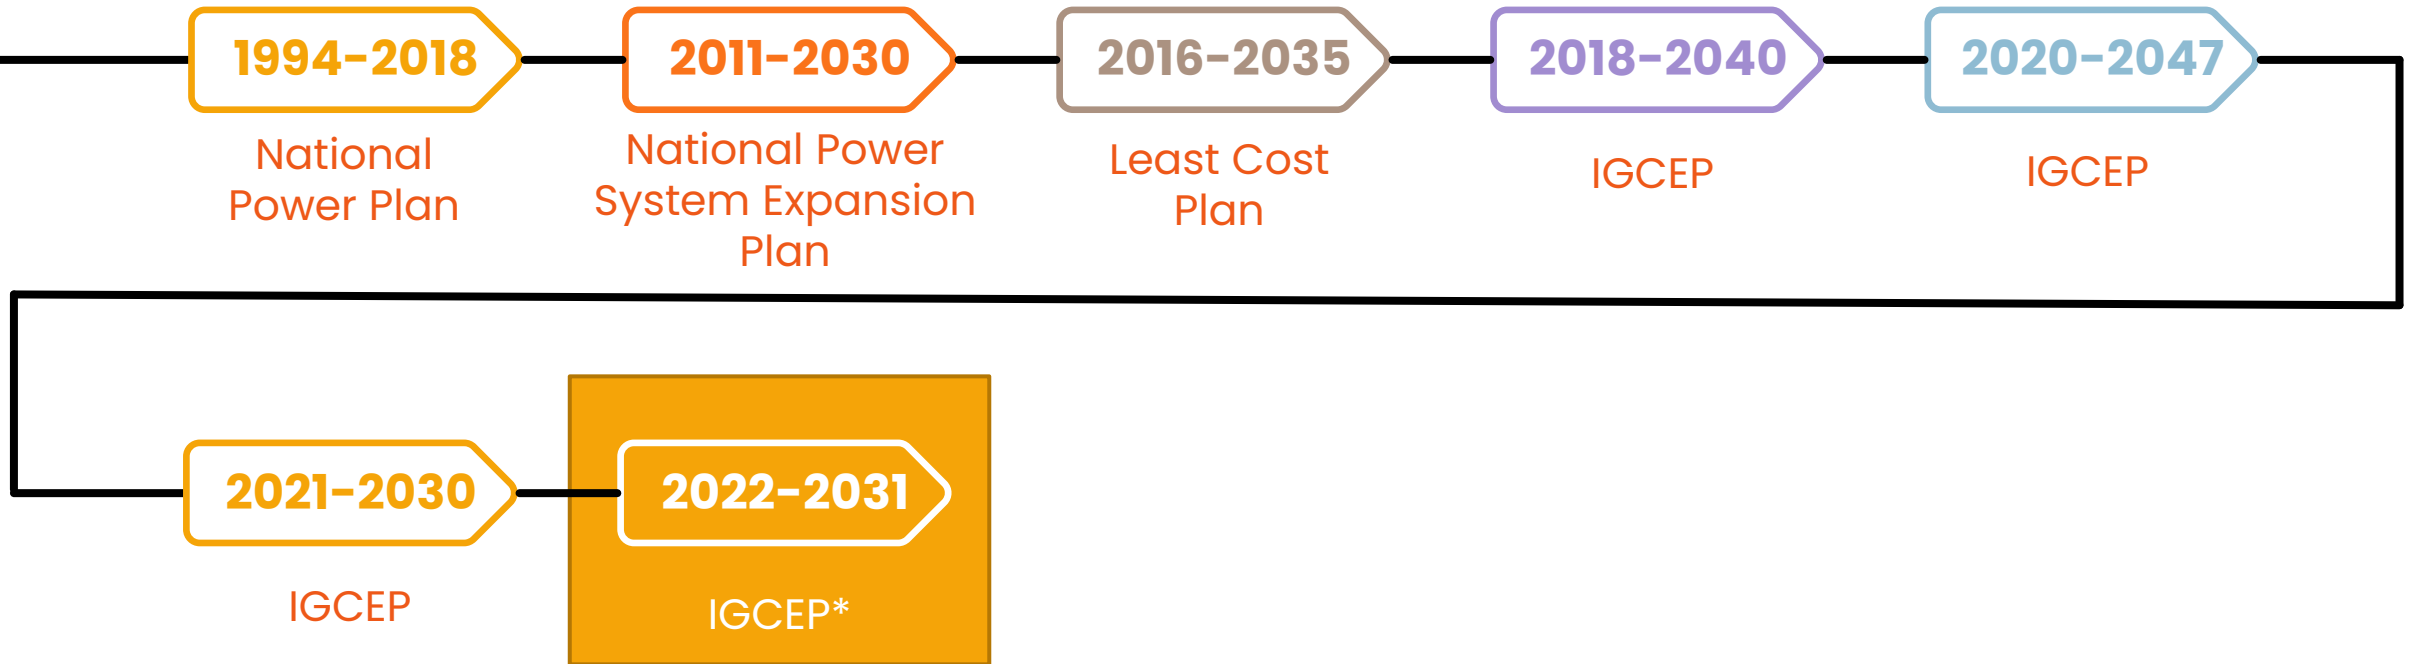 1994-2018
National
Power Plan
2011-2030
National Power
System Expansion
Plan
2016-2035
Least Cost
Plan
2018-2040
IGCEP
2020-2047
IGCEP
2021-2030
IGCEP
2022-2031
IGCEP*